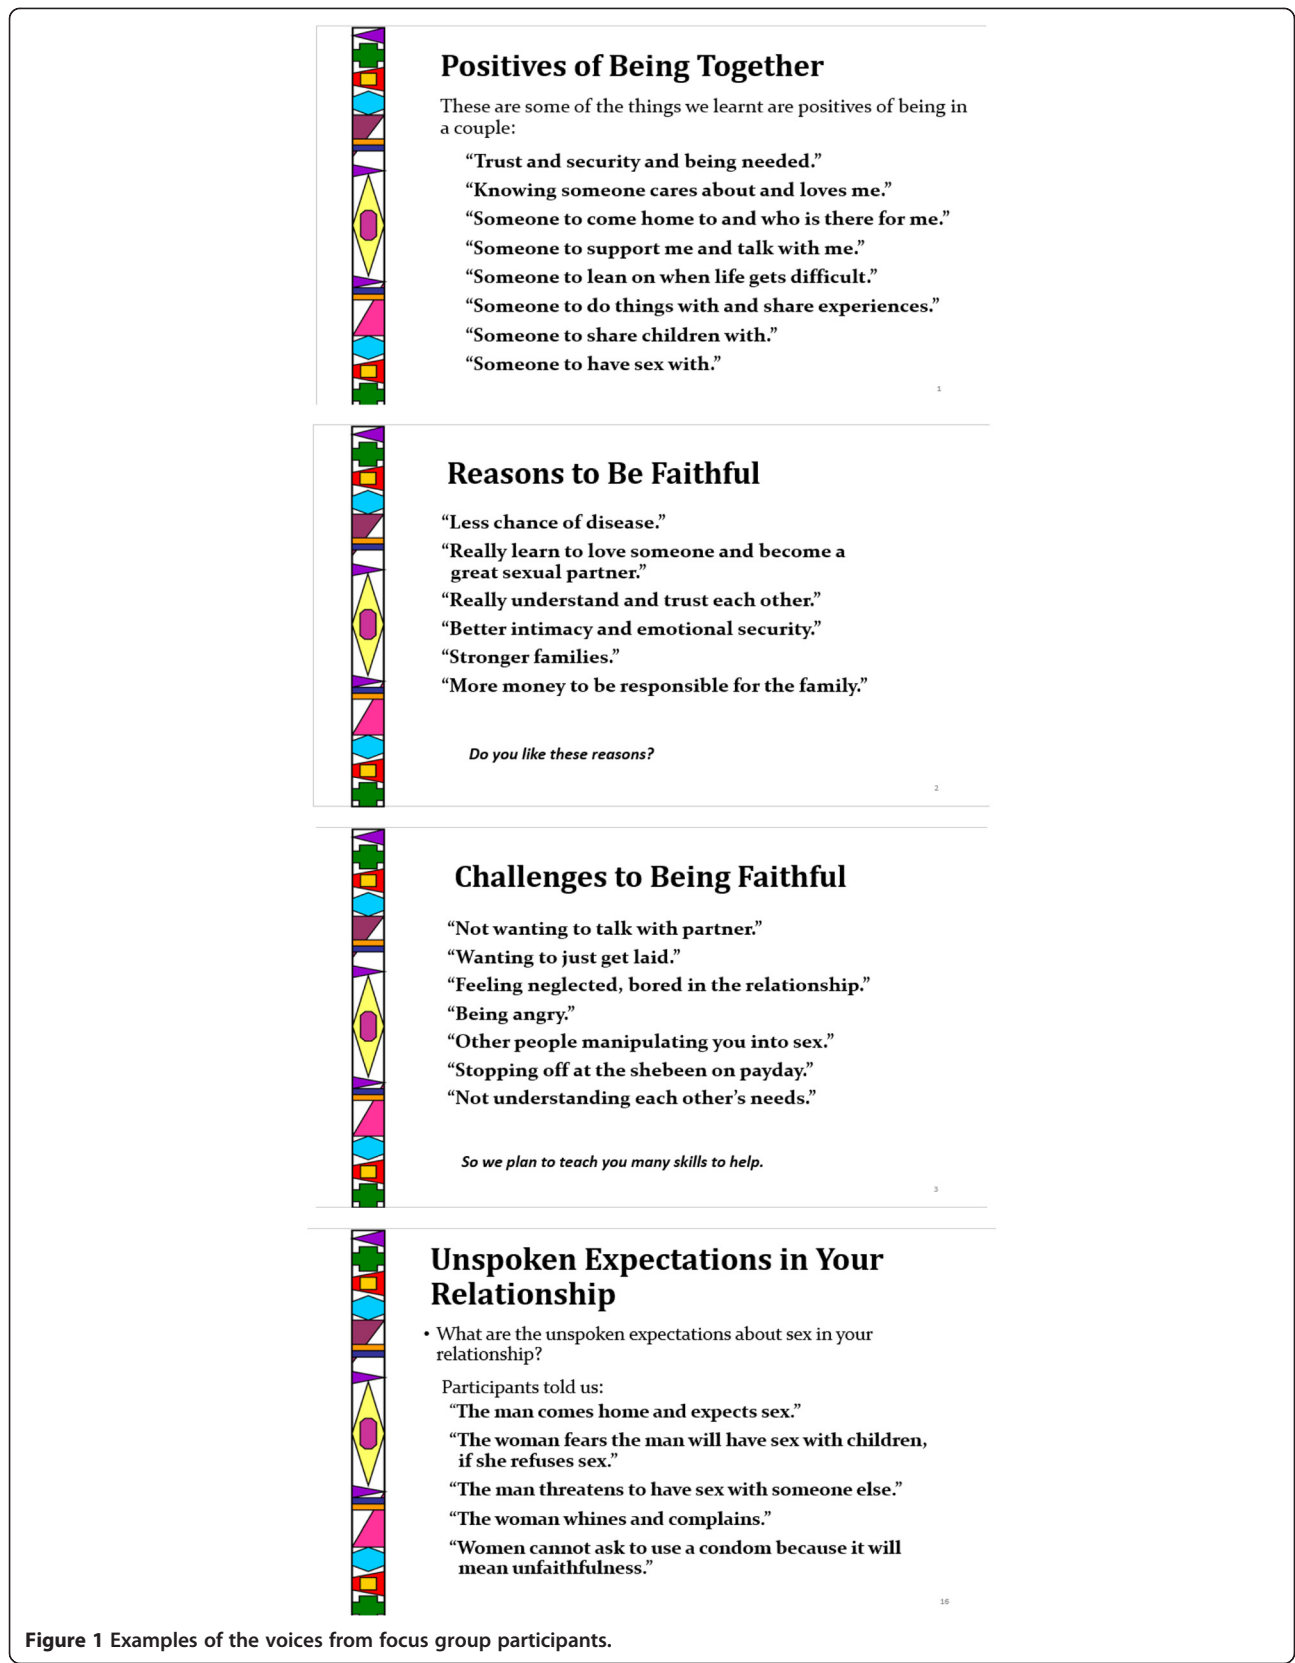 Positives of Being Together
These are some of the things we learnt are positives of being in
a couple:
“Trust and security and being needed.”
“Knowing someone cares about and loves me.”
“Someone to come home to and who is there for me.”
“Someone to support me and talk with me.”
“Someone to lean on when life gets difficult.”
“Someone to do things with and share experiences.”
“Someone to share children with.”
“Someone to have sex with.”
1
Reasons to Be Faithful
“Less chance of disease.”
“Really learn to love someone and become a
great sexual partner.”
“Really understand and trust each other.”
“Better intimacy and emotional security.”
“Stronger families.”
“More money to be responsible for the family.”
Do you like these reasons?
2
Challenges to Being Faithful
“Not wanting to talk with partner.”
“Wanting to just get laid.”
“Feeling neglected, bored in the relationship.”
“Being angry.”
“Other people manipulating you into sex.”
“Stopping off at the shebeen on payday.”
“Not understanding each other’s needs.”
So we plan to teach you many skills to help.
3
Unspoken Expectations in Your
Relationship
• What are the unspoken expectations about sex in your
relationship?
Participants told us:
“The man comes home and expects sex.”
“The woman fears the man will have sex with children,
if she refuses sex.”
“The man threatens to have sex with someone else.”
“The woman whines and complains.”
“Women cannot ask to use a condom because it will
mean unfaithfulness.”
16
Figure 1 Examples of the voices from focus group participants.